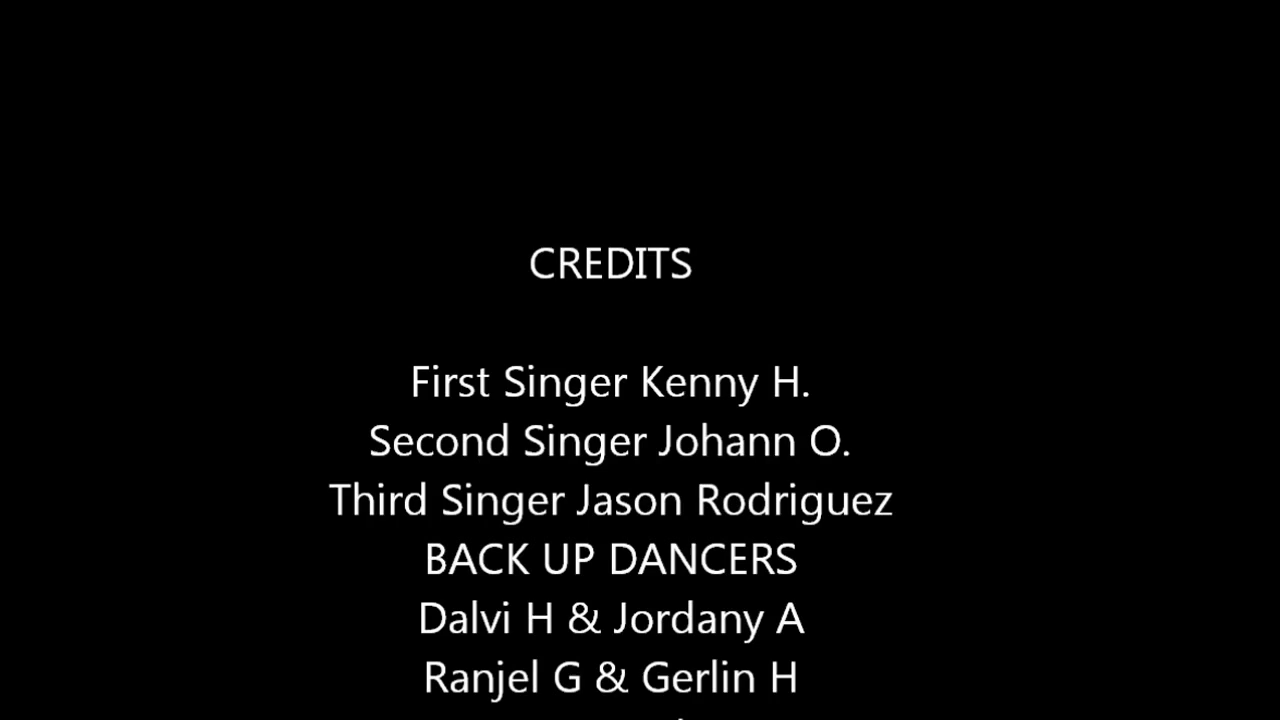 CREDITS
First Singer Kenny H.
Second Singer Johann O.
Third Singer Jason Rodriguez
BACK UP DANCERS
Dalvi H & Jordany A
Ranjel G & Gerlin H